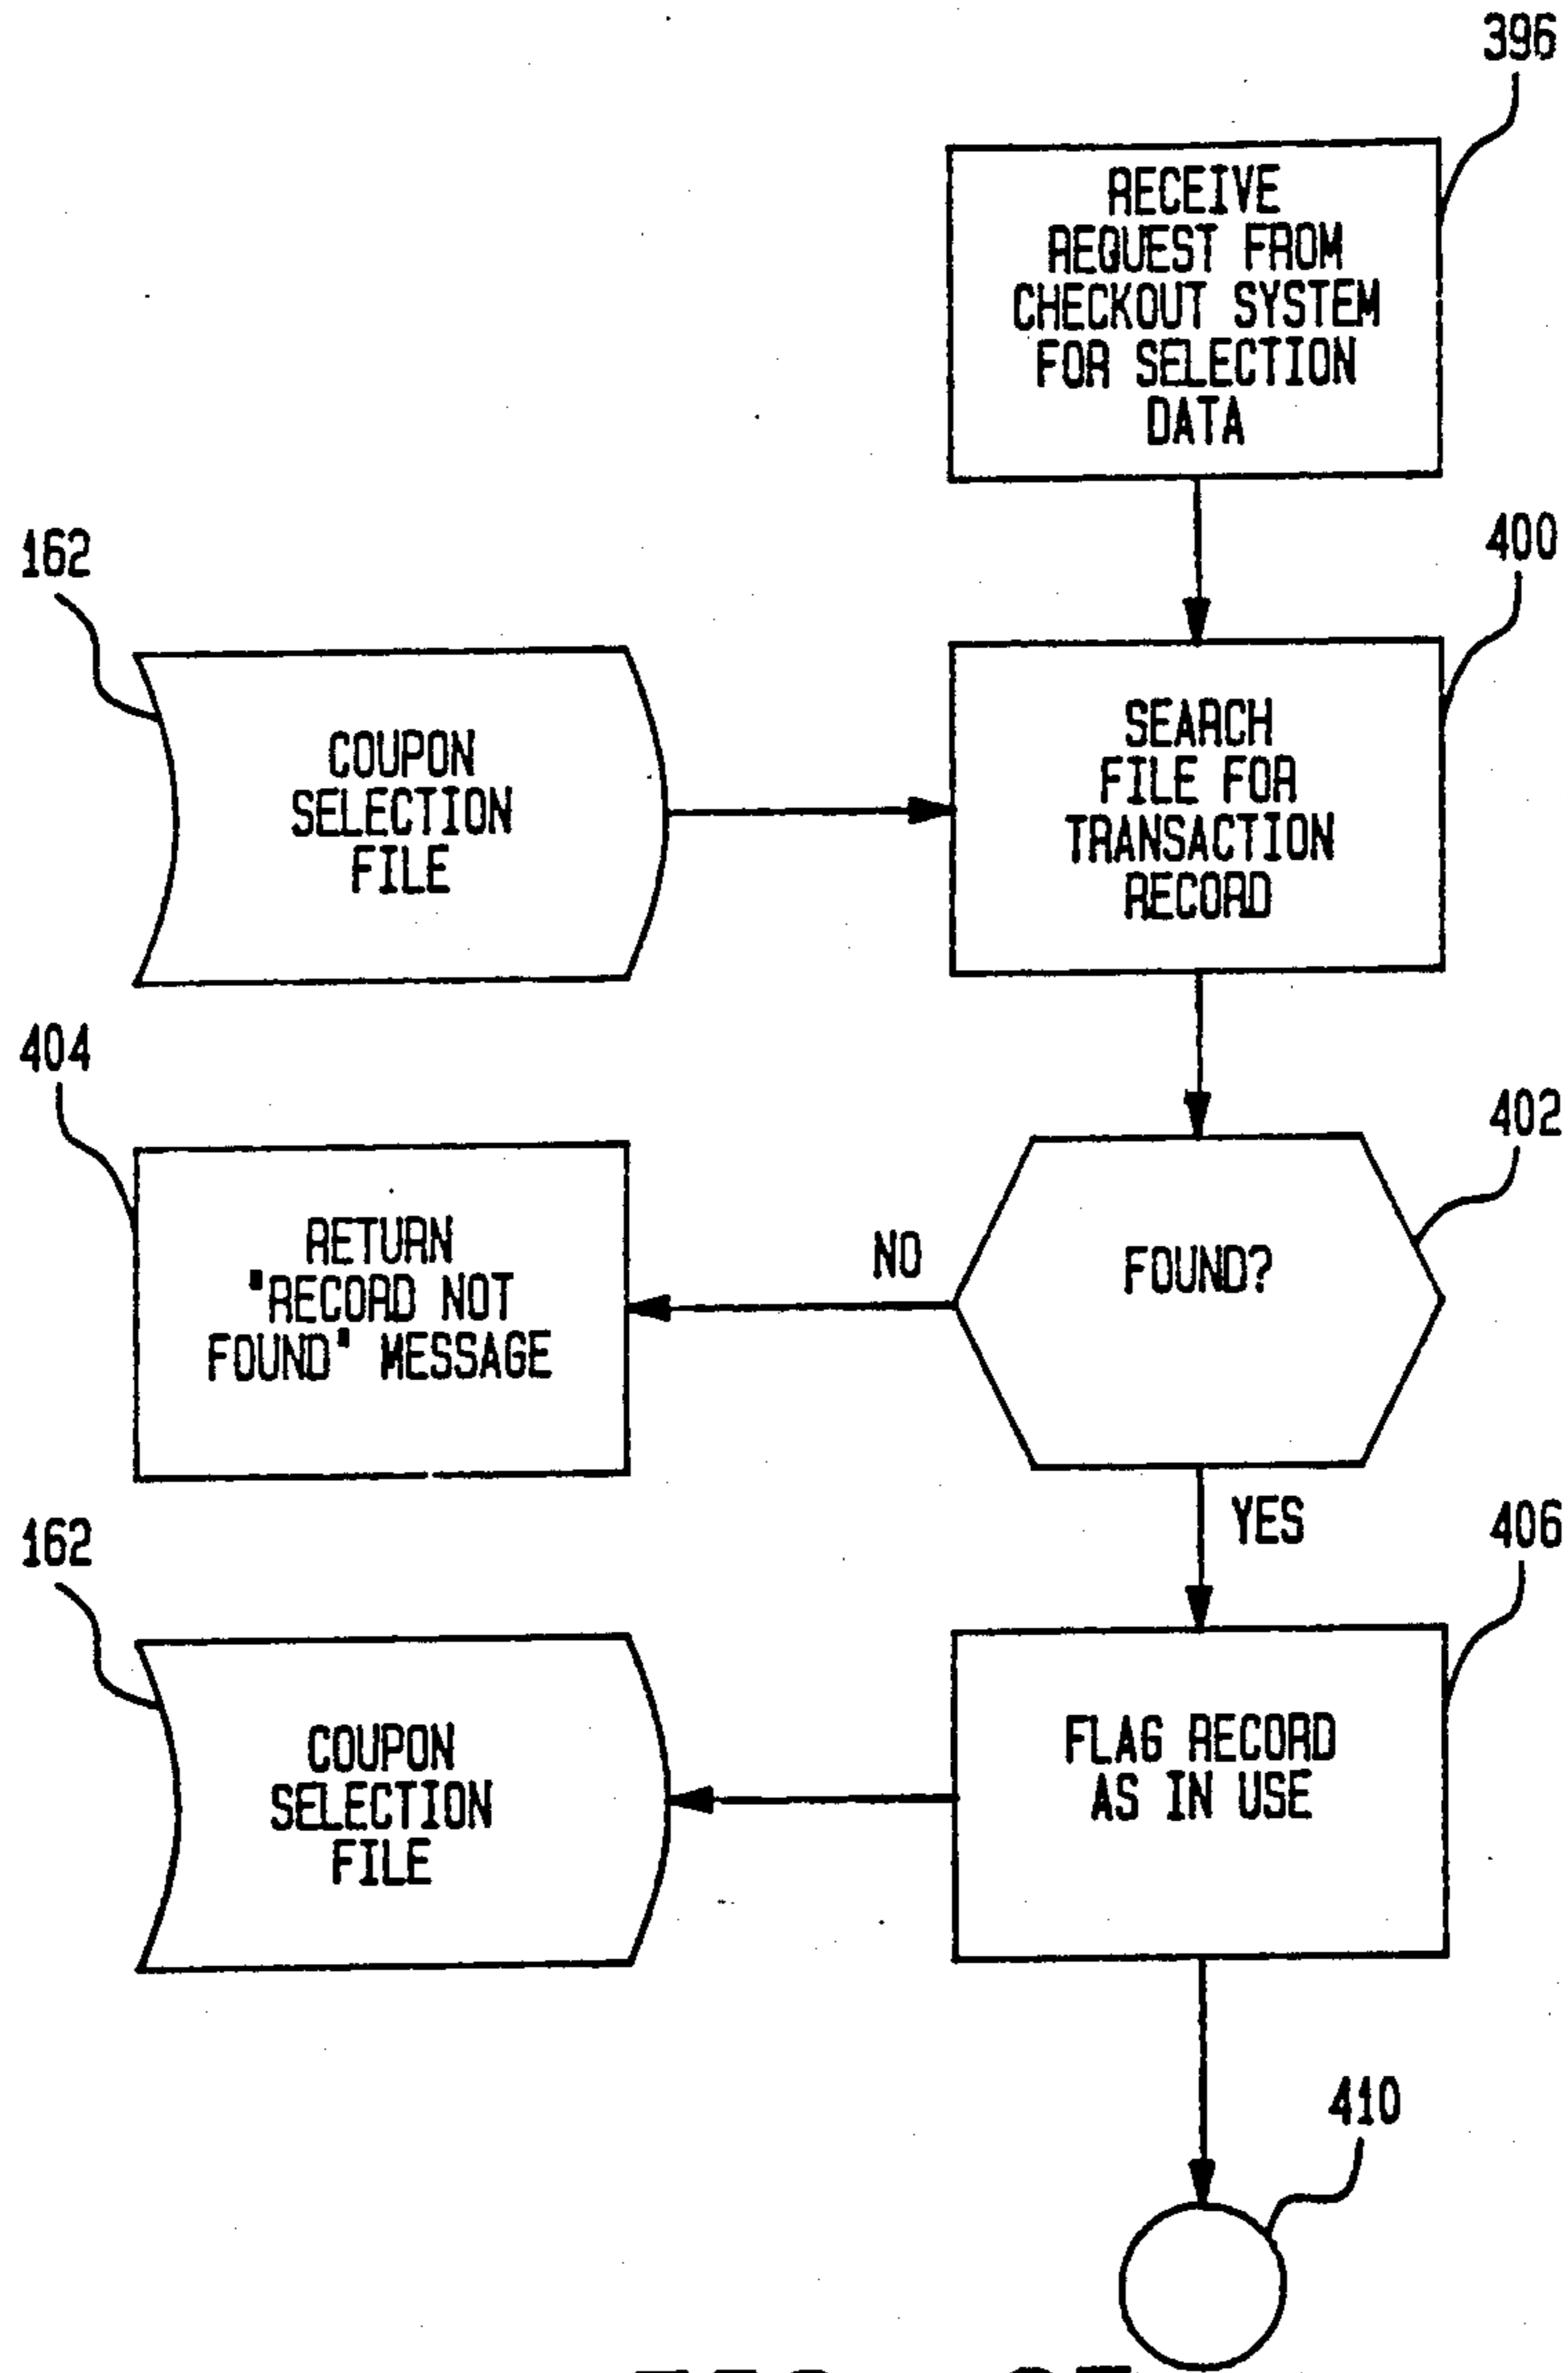 396
RECEIVE
REQUEST FROM
CHECKOUT SYSTEM
FOR SELECTION
DATA
162
400
COUPON
SELECTION
FILE
SEARCH
FILE FOR
TRANSACTION
RECORD
404
402
RETURN
"RECORD NOT
FOUND" MESSAGE
NO
FOUND?
YES
162
406
COUPON
SELECTION
FILE
FLAG RECORD
AS IN USE
410